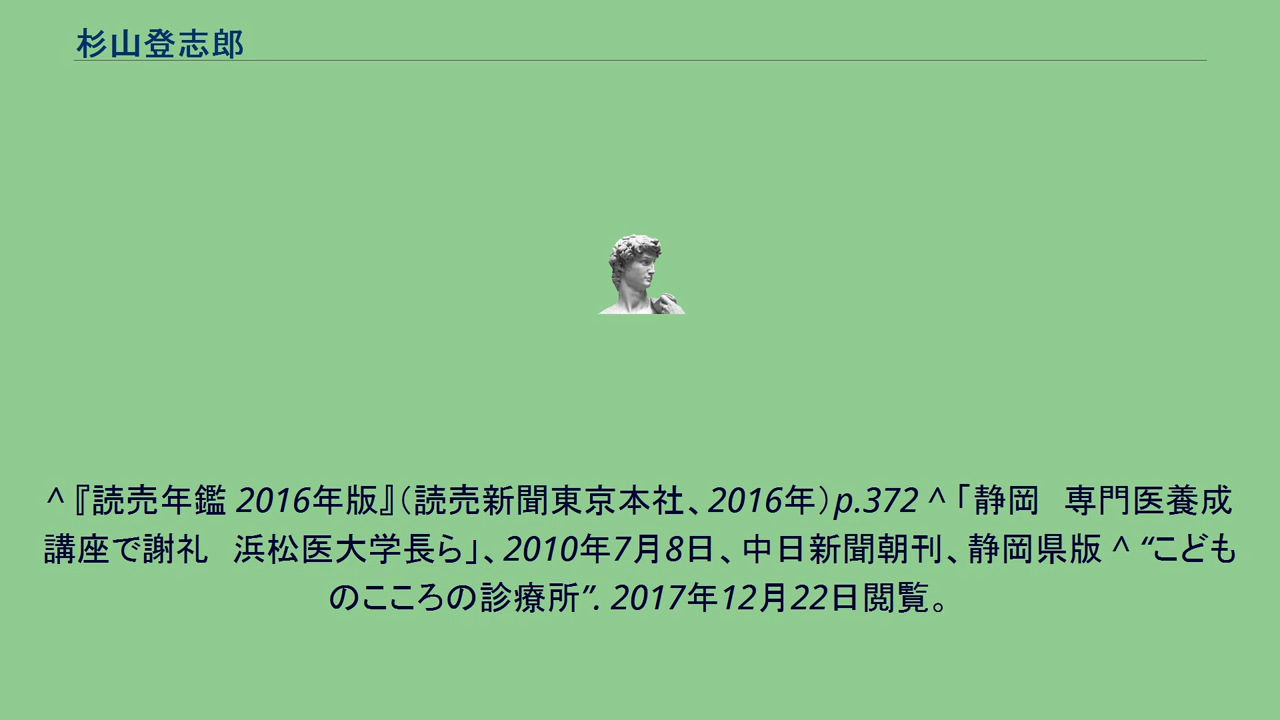 杉山登志郎
^『読売年鑑 2016年版』（読売新聞東京本社、2016年）p.372 ^「静岡　専門医養成
講座で謝礼　浜松医大学長ら」、2010年7月8日、中日新聞朝刊、静岡県版 ^ “こども
のこころの診療所”. 2017年12月22日閲覧。